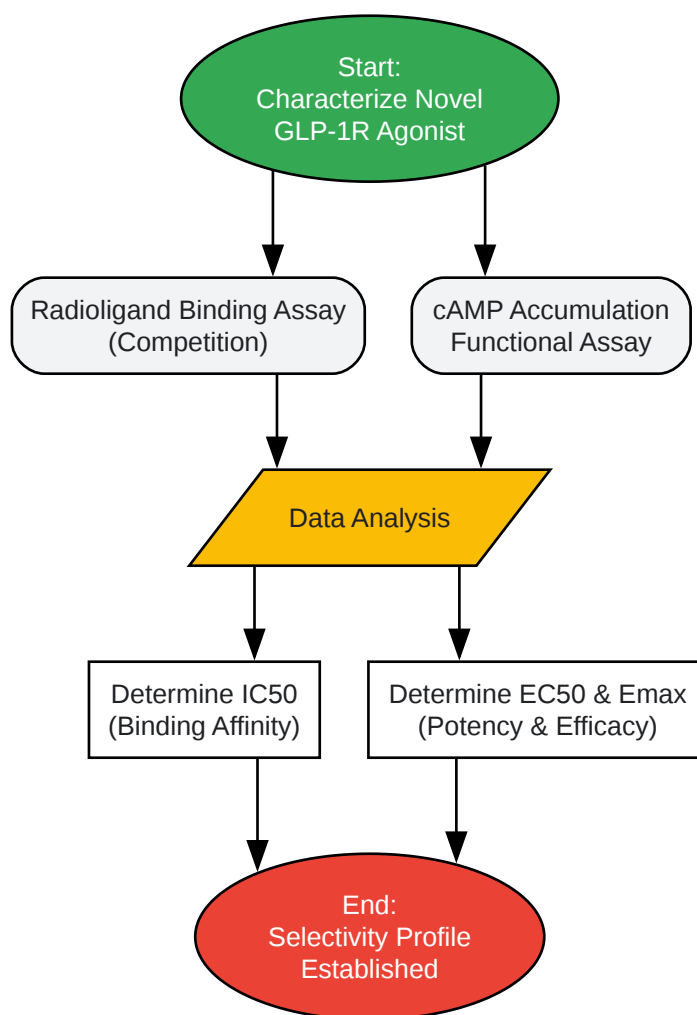 Start:
Characterize Novel
GLP-1R Agonist
Radioligand Binding Assay
(Competition)
cAMP Accumulation
Functional Assay
Data Analysis
Determine IC50
(Binding Affinity)
Determine EC50 & Emax
(Potency & Efficacy)
End:
Selectivity Profile
Established